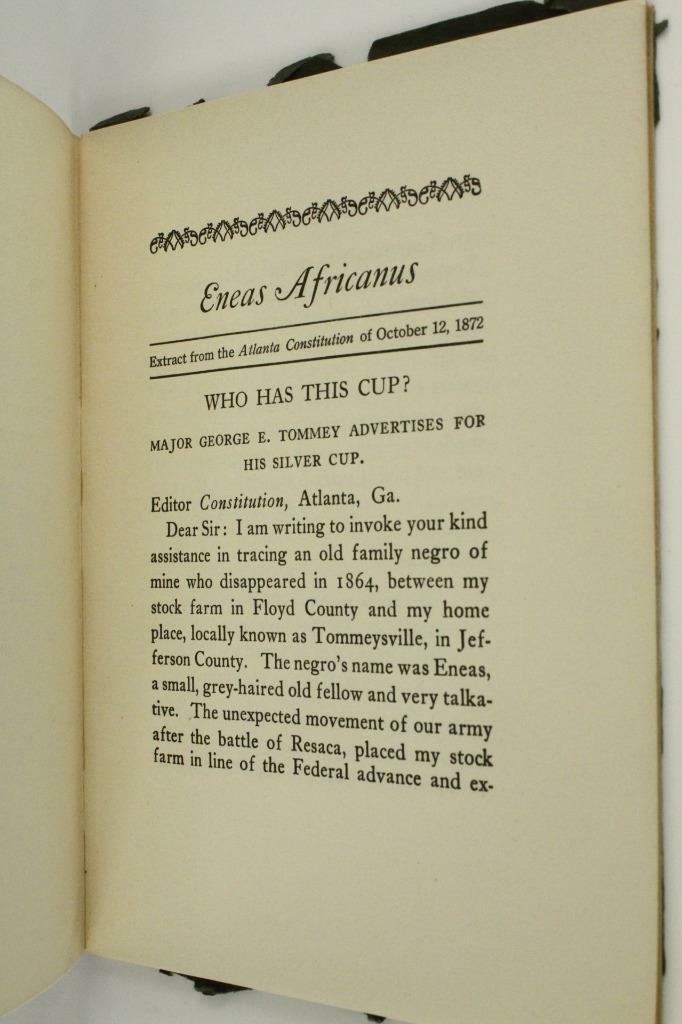 Eneas Africanus
Extract from the Atlanta Constitution of October 12, 1872
WHO HAS THIS CUP?
MAJOR GEORGE E. TOMMEY ADVERTISES FOR
HIS SILVER CUP.
Editor Constitution, Atlanta, Ga.
Dear Sir: I am writing to invoke your kind
assistance in tracing an old family negro of
mine who disappeared in 1864, between my
stock farm in Floyd County and my home
place, locally known as Tommeysville, in Jef-
ferson County. The negro's name was Eneas,
a small, grey-haired old fellow and very talka-
tive. The unexpected movement of our army
after the battle of Resaca, placed my stock
farm in line of the Federal advance and ex-